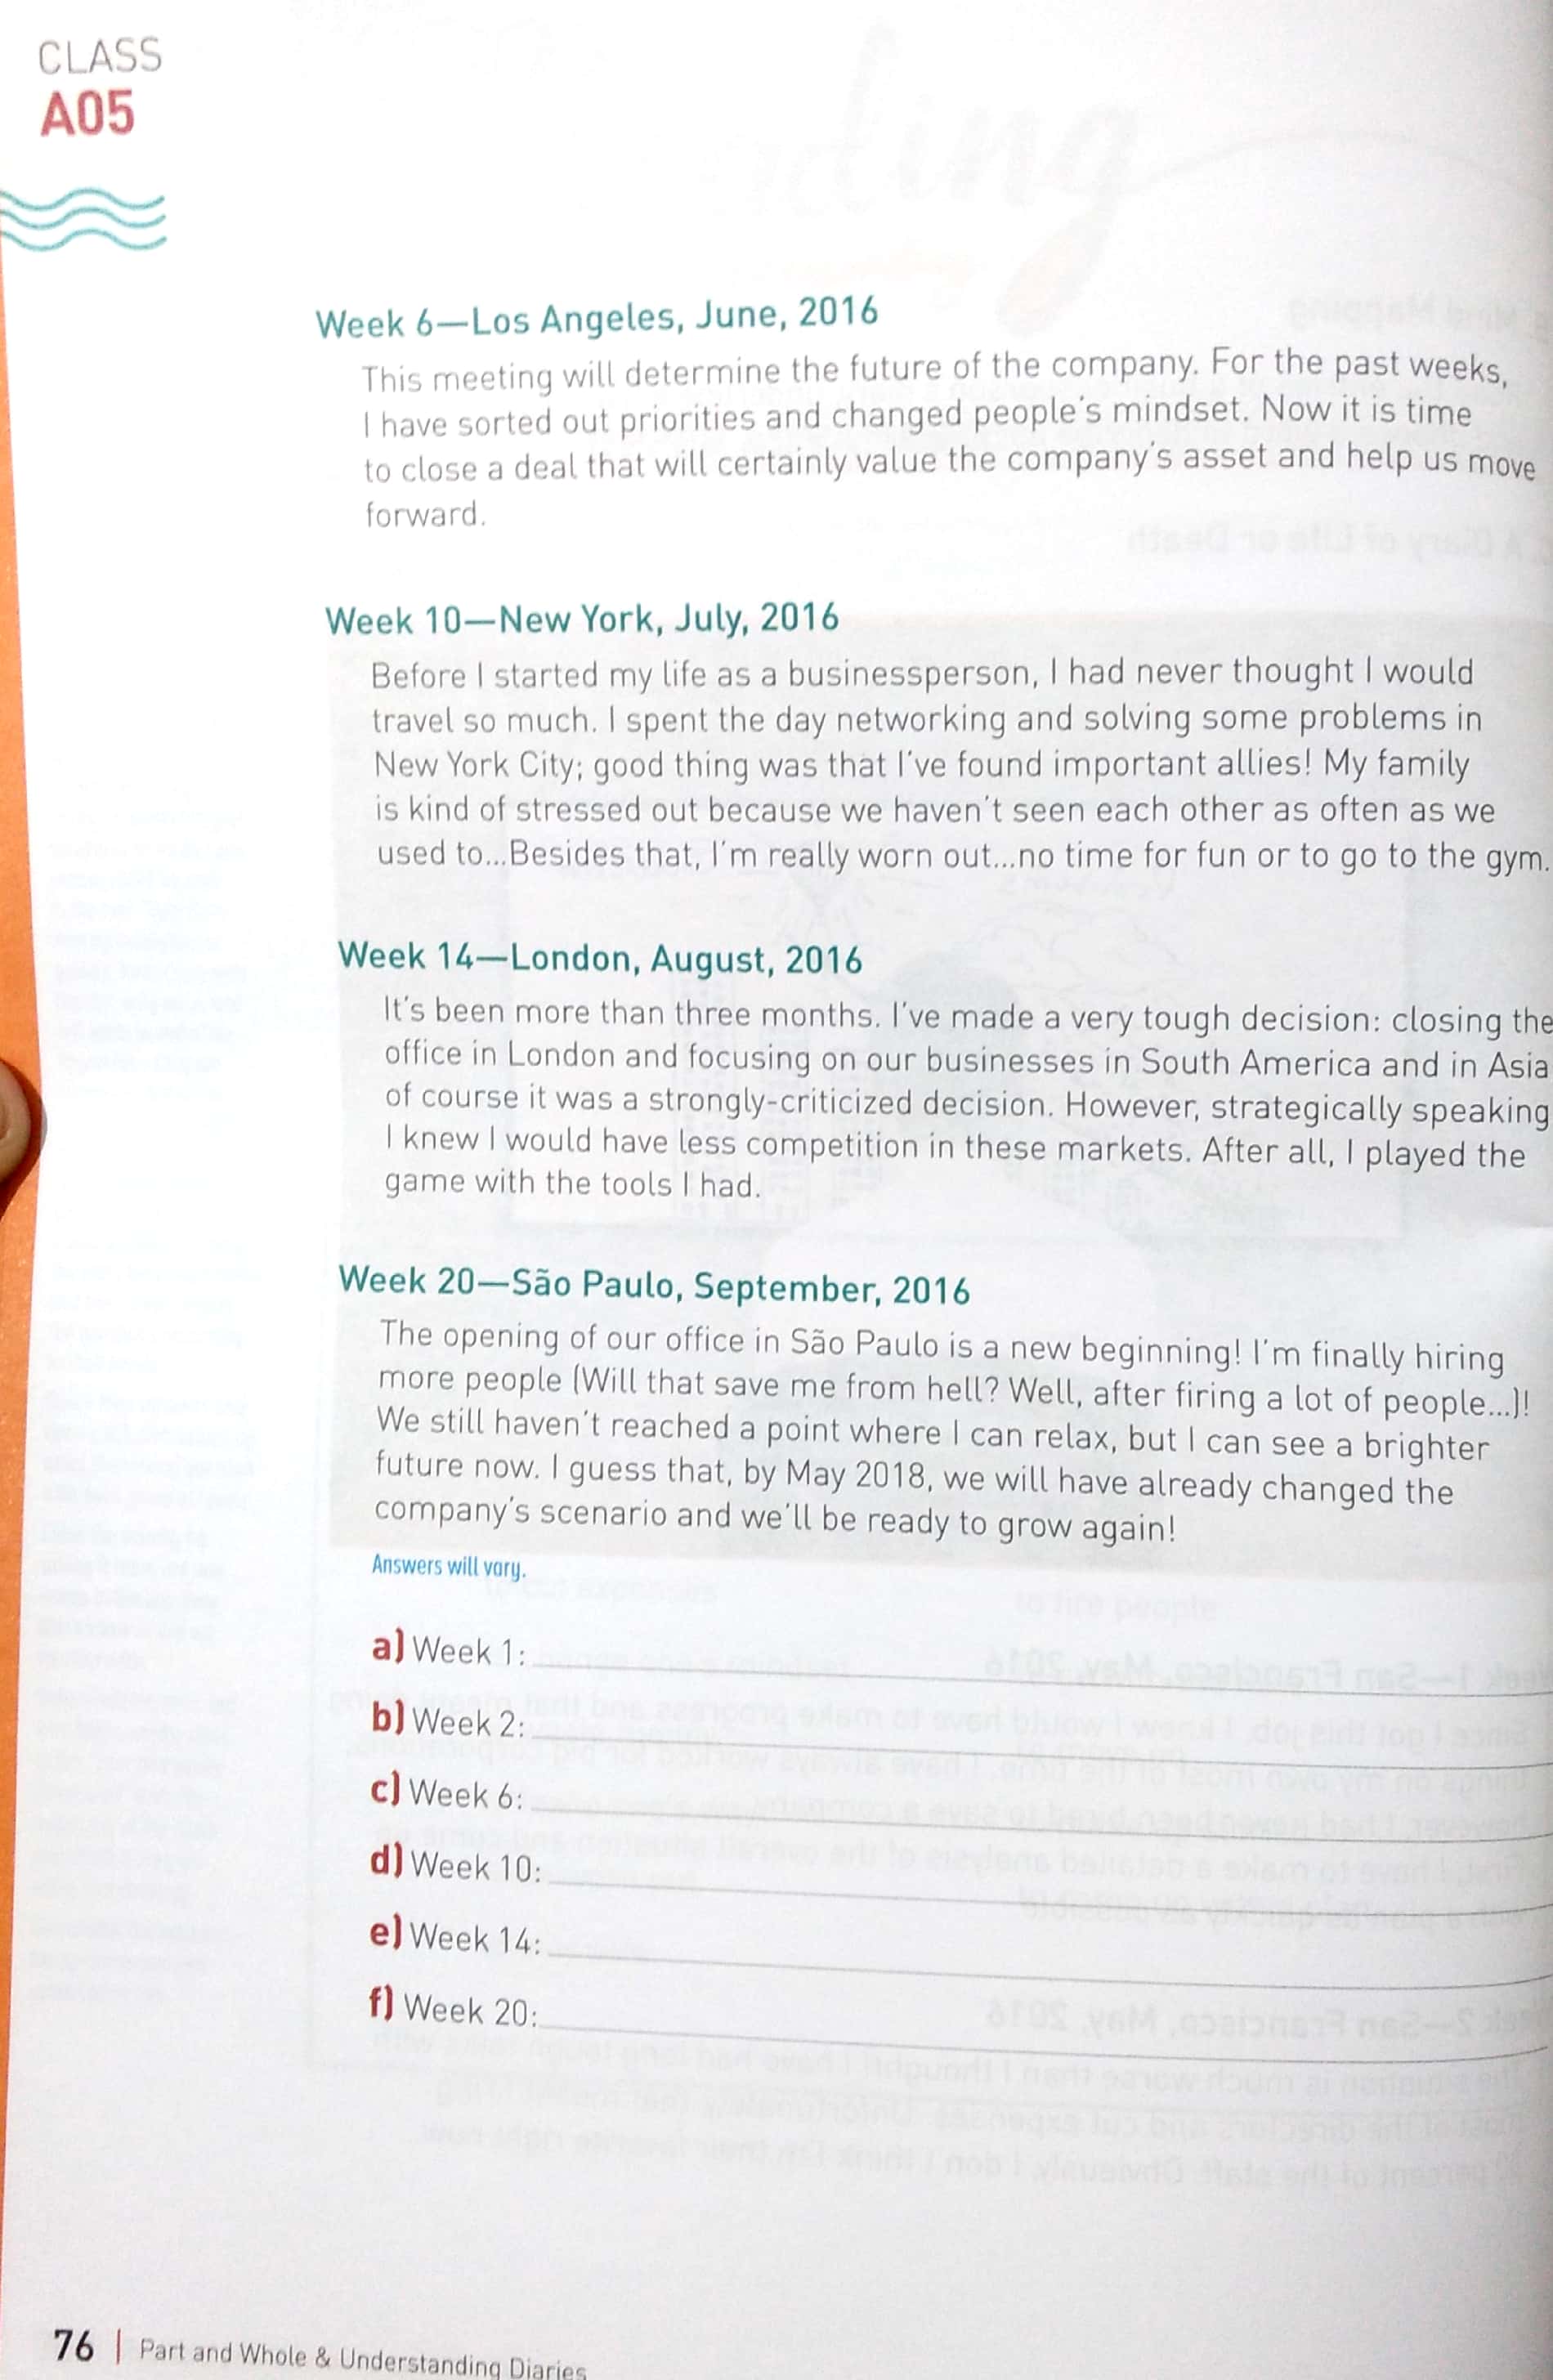 CLASS
A05
Week 6—Los Angeles, June, 2016
This meeting will determine the future of the company. For the past weeks,
I have sorted out priorities and changed people's mindset. Now it is time
to close a deal that will certainly value the company's asset and help us move
forward.
Week 10—New York, July, 2016
Before I started my life as a businessperson, I had never thought I would
travel so much. I spent the day networking and solving some problems in
New York City; good thing was that I've found important allies! My family
is kind of stressed out because we haven't seen each other as often as we
used to...Besides that, I'm really worn out...no time for fun or to go to the gym.
Week 14—London, August, 2016
It's been more than three months. I've made a very tough decision: closing the
office in London and focusing on our businesses in South America and in Asia
of course it was a strongly-criticized decision. However, strategically speaking
I knew I would have less competition in these markets. After all, I played the
game with the tools I had.
Week 20—São Paulo, September, 2016
The opening of our office in São Paulo is a new beginning! I'm finally hiring
more people (Will that save me from hell? Well, after firing a lot of people...)!
We still haven't reached a point where I can relax, but I can see a brighter
future now. I guess that, by May 2018, we will have already changed the
company's scenario and we'll be ready to grow again!
Answers will vary.
a) Week 1:
b) Week 2:
c) Week 6:
d) Week 10:
e) Week 14:
f) Week 20:
76 | Part and Whole & Understanding Diaries